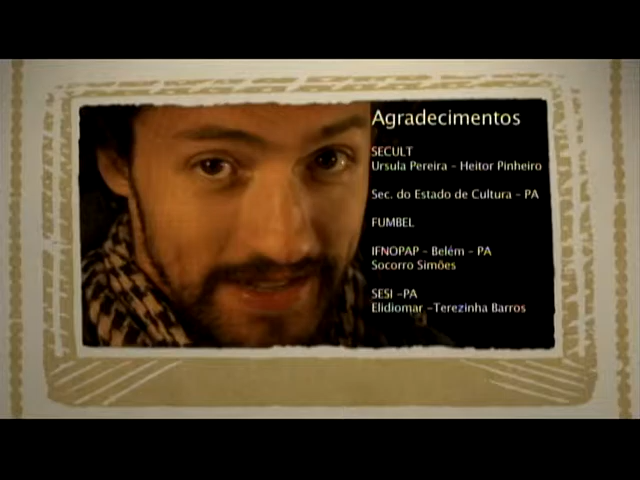 Agradecimentos
SECULT
Ursula Pereira - Heitor Pinheiro
Sec. do Estado de Cultura - PA
FUMBEL
IFNOPAP - Belém - PA
Socorro Simões
SESI -PA
Elidiomar -Terezinha Barros